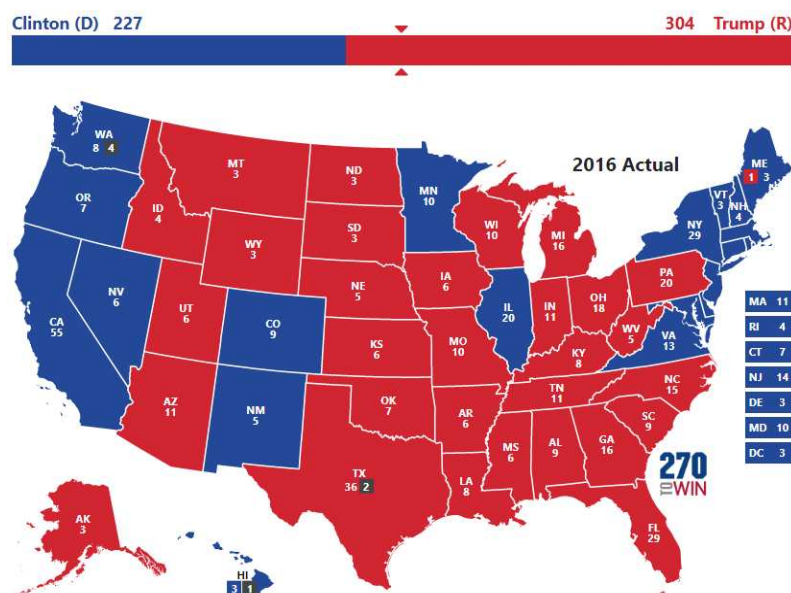 Clinton (D) 227
304 Trump (R)
2016 Actual
WA
8 4
OR
7
CA
55
NV
6
ID
4
MT
3
WY
3
UT
6
AZ
11
CO
9
NM
5
ND
3
SD
3
NE
5
KS
6
OK
7
TX
36 2
MN
10
IA
6
MO
10
AR
6
LA
8
WI
10
IL
20
MI
16
IN
11
OH
18
KY
8
TN
11
MS
6
AL
9
GA
16
FL
29
SC
9
NC
15
VA
13
WV
5
PA
20
NY
29
VT
3
NH
4
ME
1 3
MA 11
RI 4
CT 7
NJ 14
DE 3
MD 10
DC 3
270
TO WIN
AK
3
HI
3 1